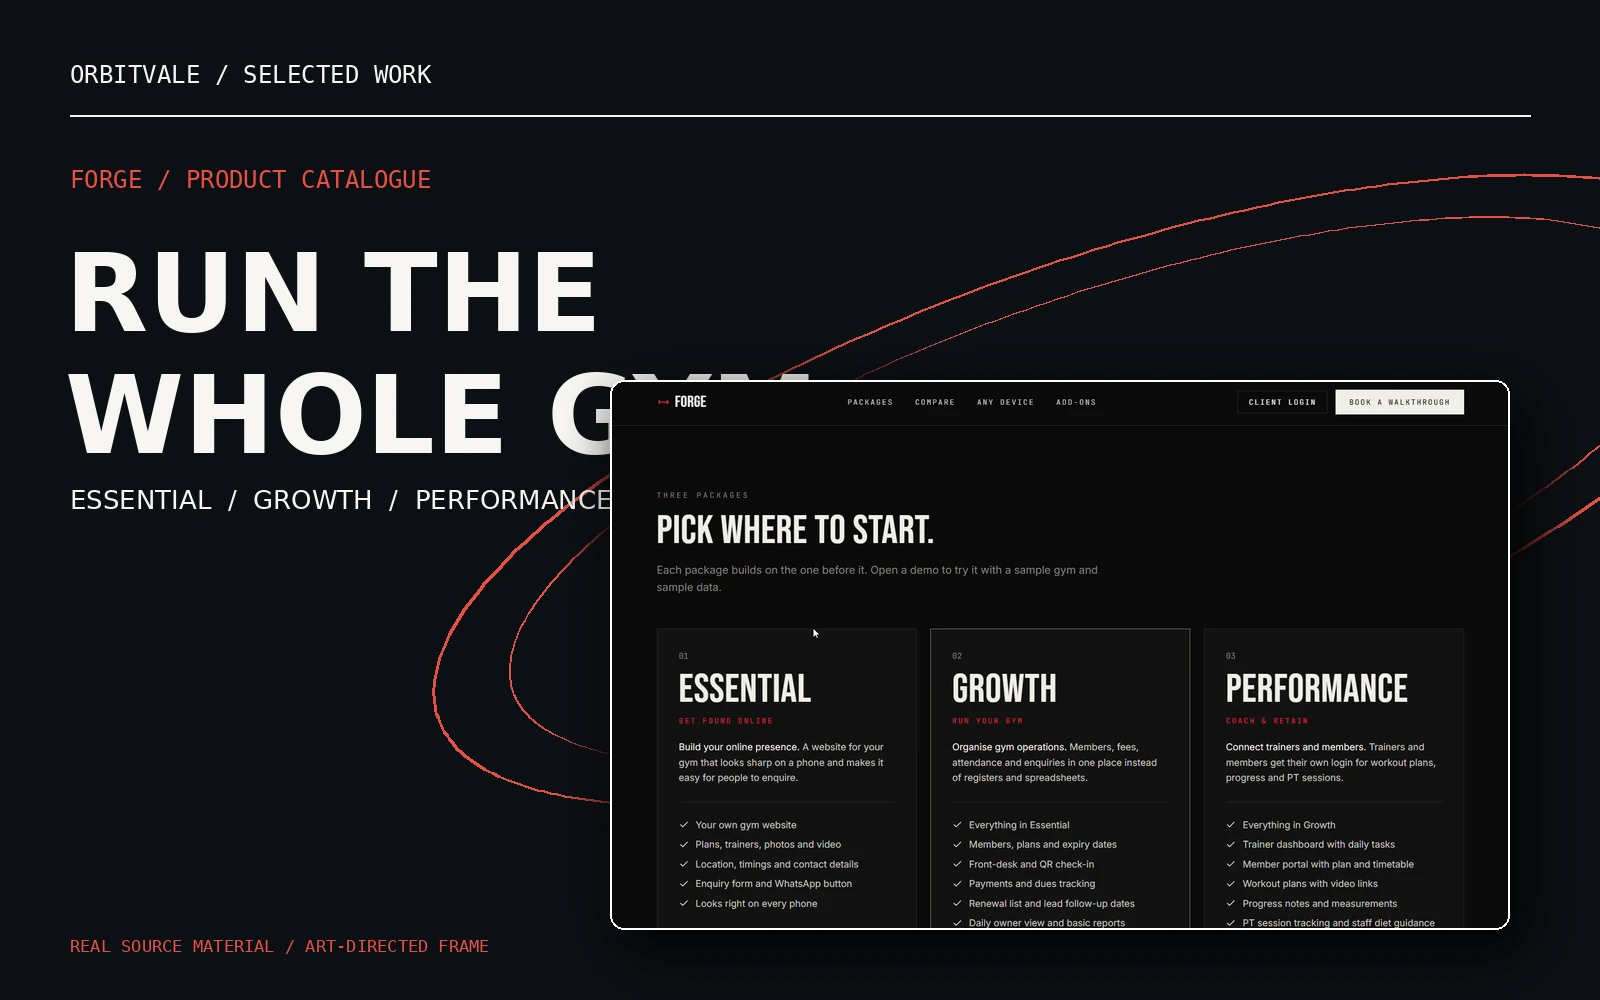 ORBITVALE / SELECTED WORK
FORGE / PRODUCT CATALOGUE
RUN THE
WHOLE GYM
ESSENTIAL / GROWTH / PERFORMANCE
FORGE
PACKAGES COMPARE ANY DEVICE ADD-ONS
CLIENT LOGIN
BOOK A WALKTHROUGH
THREE PACKAGES
PICK WHERE TO START.
Each package builds on the one before it. Open a demo to try it with a sample gym and
sample data.
01
ESSENTIAL
GET FOUND ONLINE
Build your online presence. A website for your
gym that looks sharp on a phone and makes it
easy for people to enquire.
Your own gym website
Plans, trainers, photos and video
Location, timings and contact details
Enquiry form and WhatsApp button
Looks right on every phone
02
GROWTH
RUN YOUR GYM
Organise gym operations. Members, fees,
attendance and enquiries in one place instead
of registers and spreadsheets.
Everything in Essential
Members, plans and expiry dates
Front-desk and QR check-in
Payments and dues tracking
Renewal list and lead follow-up dates
Daily owner view and basic reports
03
PERFORMANCE
COACH & RETAIN
Connect trainers and members. Trainers and
members get their own login for workout plans,
progress and PT sessions.
Everything in Growth
Trainer dashboard with daily tasks
Member portal with plan and timetable
Workout plans with video links
Progress notes and measurements
PT session tracking and staff diet guidance
REAL SOURCE MATERIAL / ART-DIRECTED FRAME